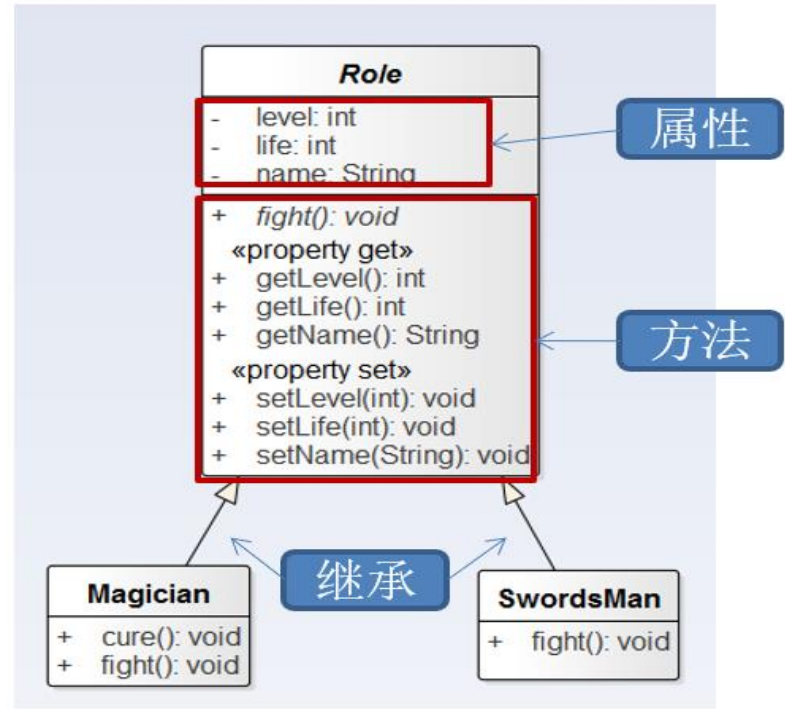 Role
- level: int
- life: int
- name: String
属性
+ fight(): void
«property get»
+ getLevel(): int
+ getLife(): int
+ getName(): String
方法
«property set»
+ setLevel(int): void
+ setLife(int): void
+ setName(String): void
继承
Magician
+ cure(): void
+ fight(): void
SwordsMan
+ fight(): void